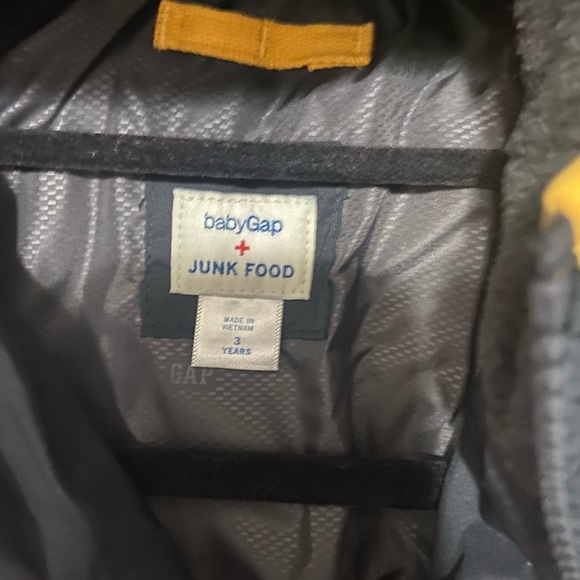 babyGap
+
JUNK FOOD
MADE IN
VIETNAM
3
YEARS
GAP